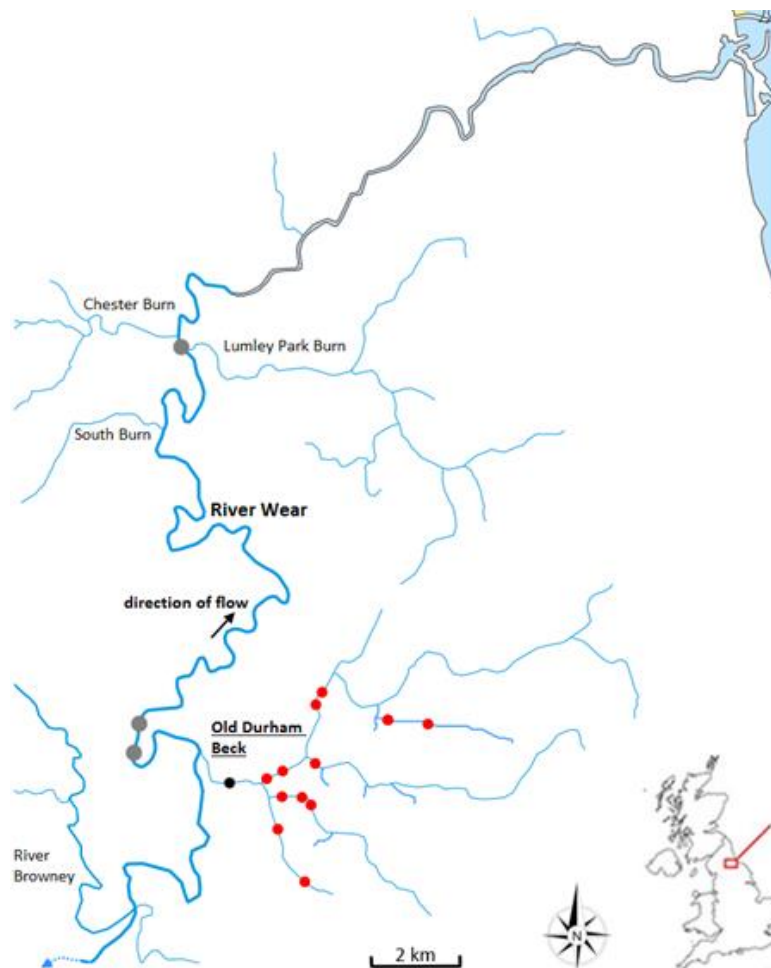 Chester Burn
Lumley Park Burn
South Burn
River Wear
direction of flow
Old Durham
Beck
River
Browney
N
2 km